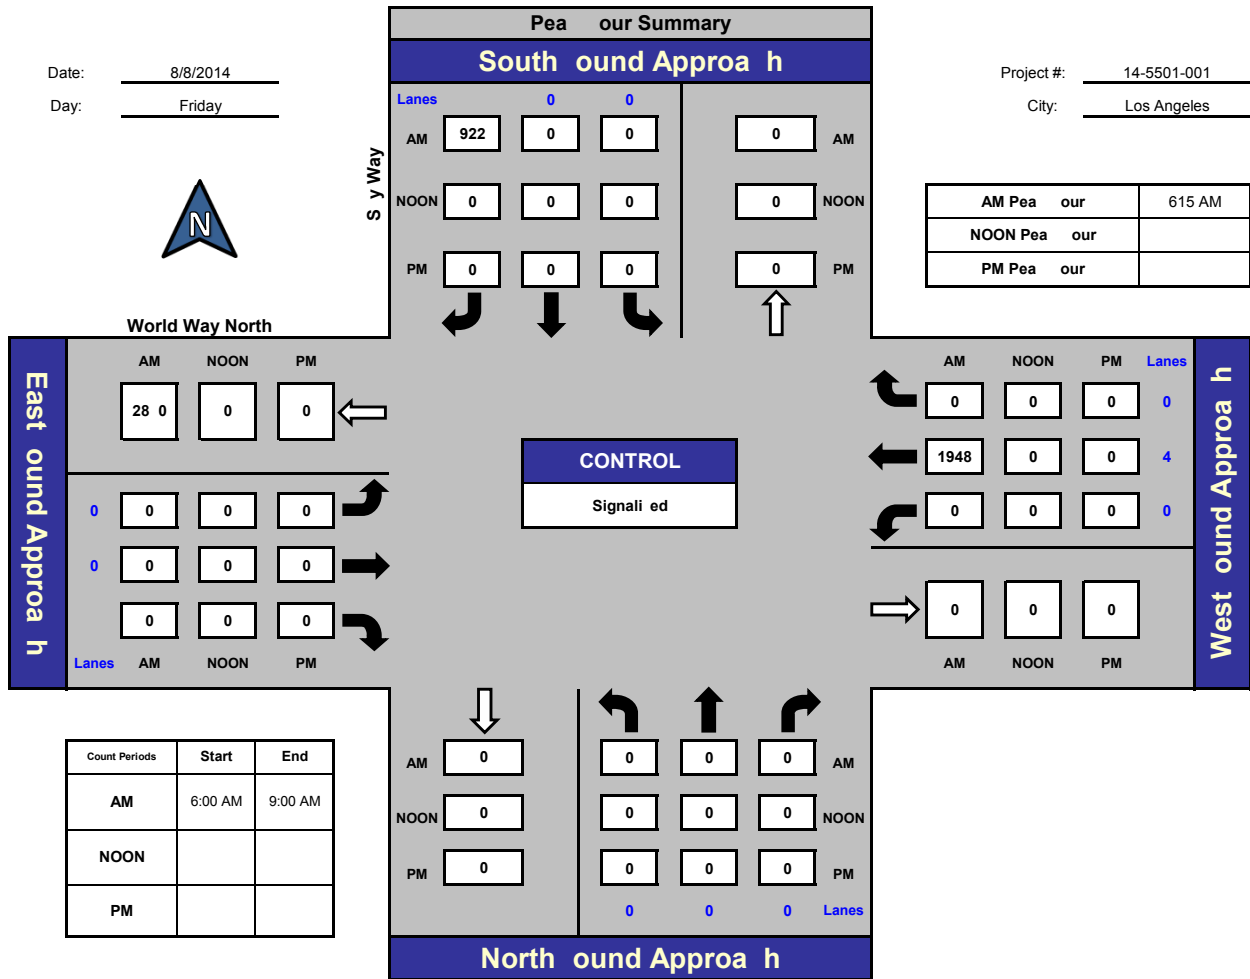 Pea our Summary
South ound Approa h
Date: 8/8/2014
Day: Friday
Project #: 14-5501-001
City: Los Angeles
N
S y Way
Lanes 0 0
AM 922 0 0 0 AM
NOON 0 0 0 0 NOON
PM 0 0 0 0 PM
AM Pea our 615 AM
NOON Pea our
PM Pea our
World Way North
East ound Approa h
AM NOON PM
28 0 0 0
0 0 0 0
0 0 0 0
0 0 0
Lanes AM NOON PM
CONTROL
Signali ed
AM NOON PM Lanes
0 0 0 0
1948 0 0 4
0 0 0 0
0 0 0
AM NOON PM
West ound Approa h
Count Periods Start End
AM 6:00 AM 9:00 AM
NOON
PM
AM 0 0 0 0 AM
NOON 0 0 0 0 NOON
PM 0 0 0 0 PM
0 0 0 Lanes
North ound Approa h